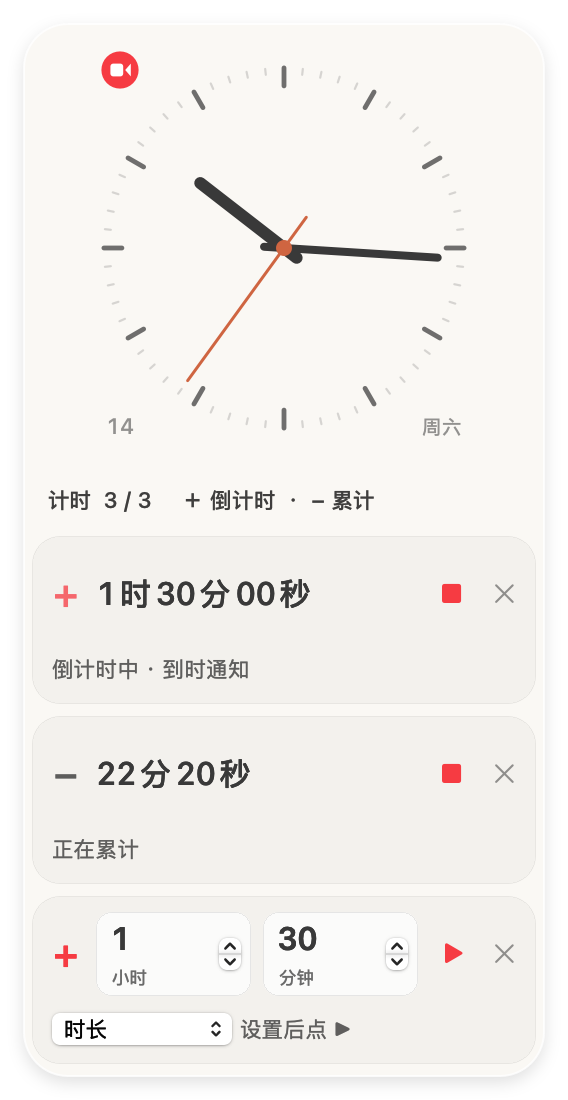 14 周六
计时 3 / 3 + 倒计时 · – 累计
+ 1时30分00秒
倒计时中 · 到时通知
– 22分20秒
正在累计
+ 1 30
小时 分钟
时长 设置后点 ▶